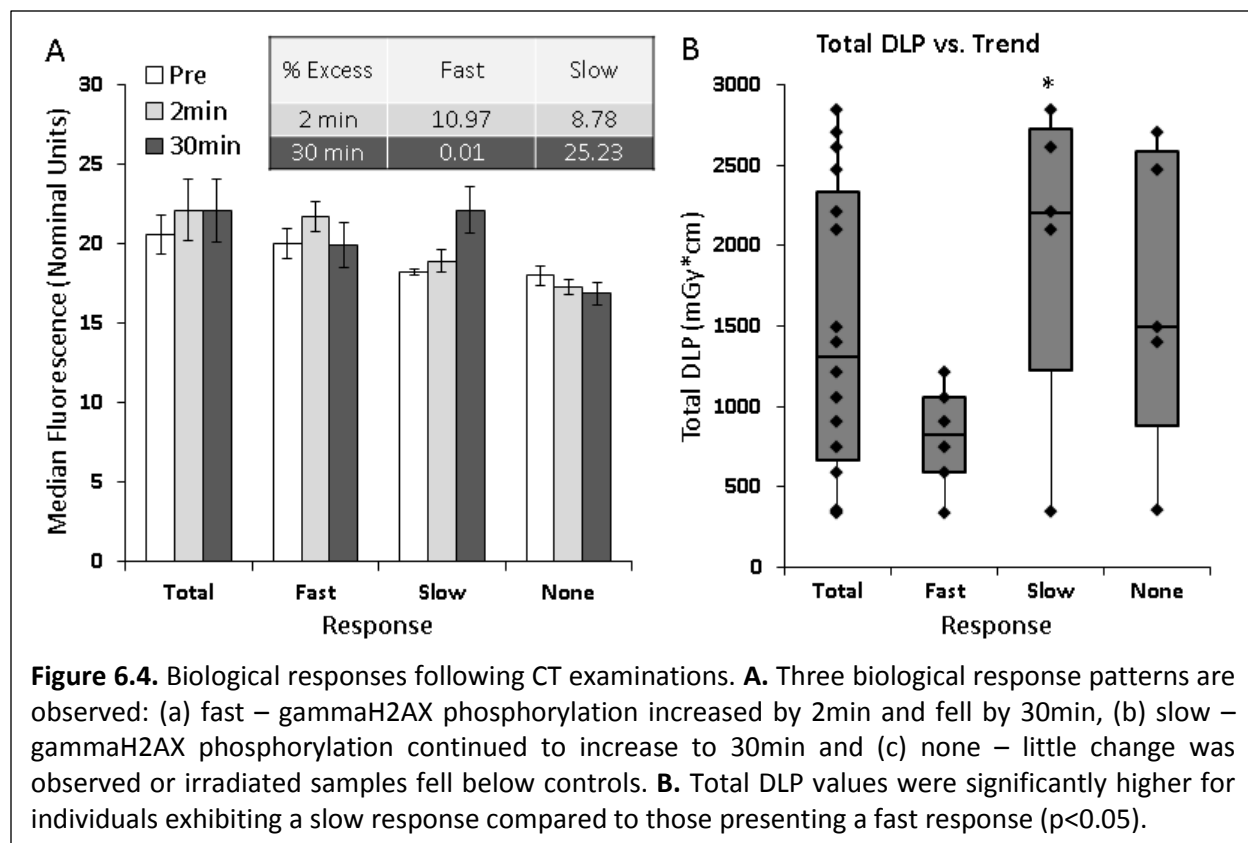 A
30
25
20
15
10
5
0
Median Fluorescence (Nominal Units)
Pre
2min
30min
% Excess Fast Slow
2 min 10.97 8.78
30 min 0.01 25.23
Total Fast Slow None
Response
B
Total DLP vs. Trend
3000
2500
2000
1500
1000
500
0
Total DLP (mGy*cm)
*
Total Fast Slow None
Response
Figure 6.4. Biological responses following CT examinations. A. Three biological response patterns are
observed: (a) fast – gammaH2AX phosphorylation increased by 2min and fell by 30min, (b) slow –
gammaH2AX phosphorylation continued to increase to 30min and (c) none – little change was
observed or irradiated samples fell below controls. B. Total DLP values were significantly higher for
individuals exhibiting a slow response compared to those presenting a fast response (p<0.05).